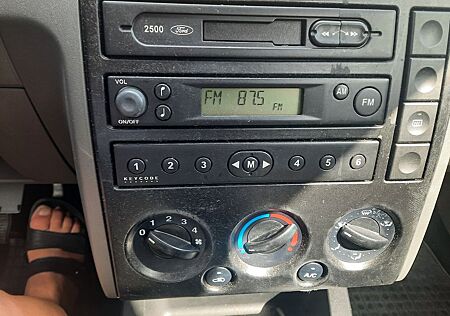 2500 Ford
VOL
FM 87.5 FM
AM FM
ON/OFF
1 2 3 M 4 5 6
KEYCODE
0 1 2 3 4
A/C